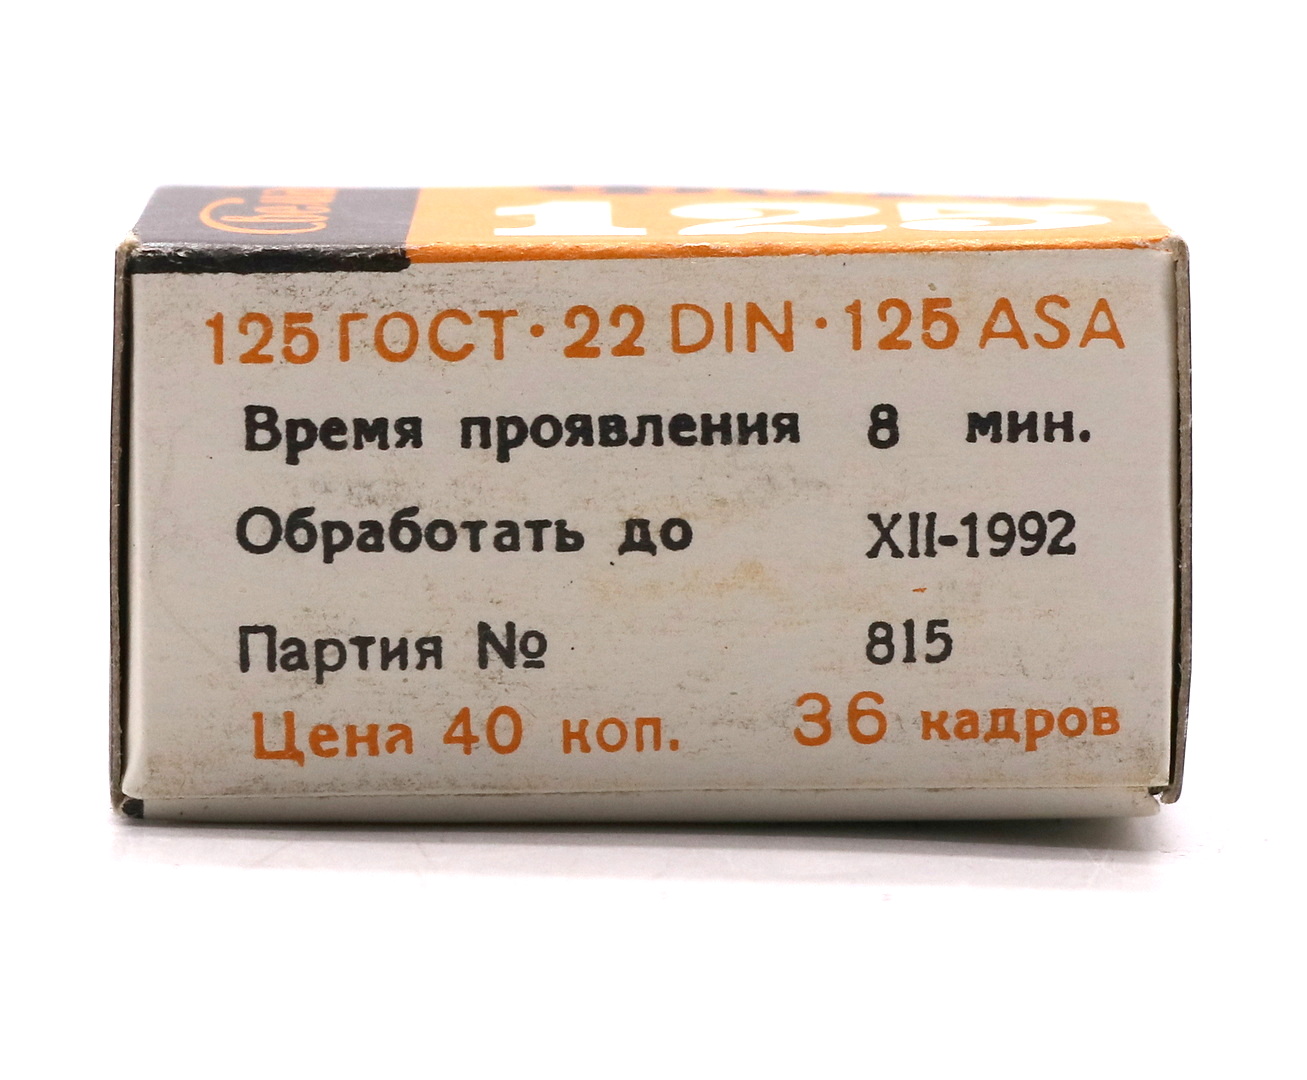 125
125 ГОСТ · 22 DIN · 125 ASA
Время проявления 8 мин.
Обработать до XII-1992
Партия № 815
Цена 40 коп. 36 кадров